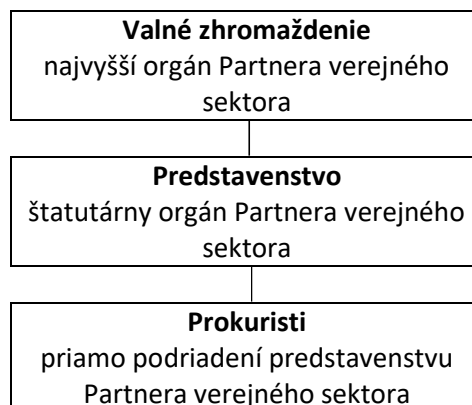 Valné zhromaždenie
najvyšší orgán Partnera verejného
sektora
Predstavenstvo
štatutárny orgán Partnera verejného
sektora
Prokuristi
priamo podriadení predstavenstvu
Partnera verejného sektora